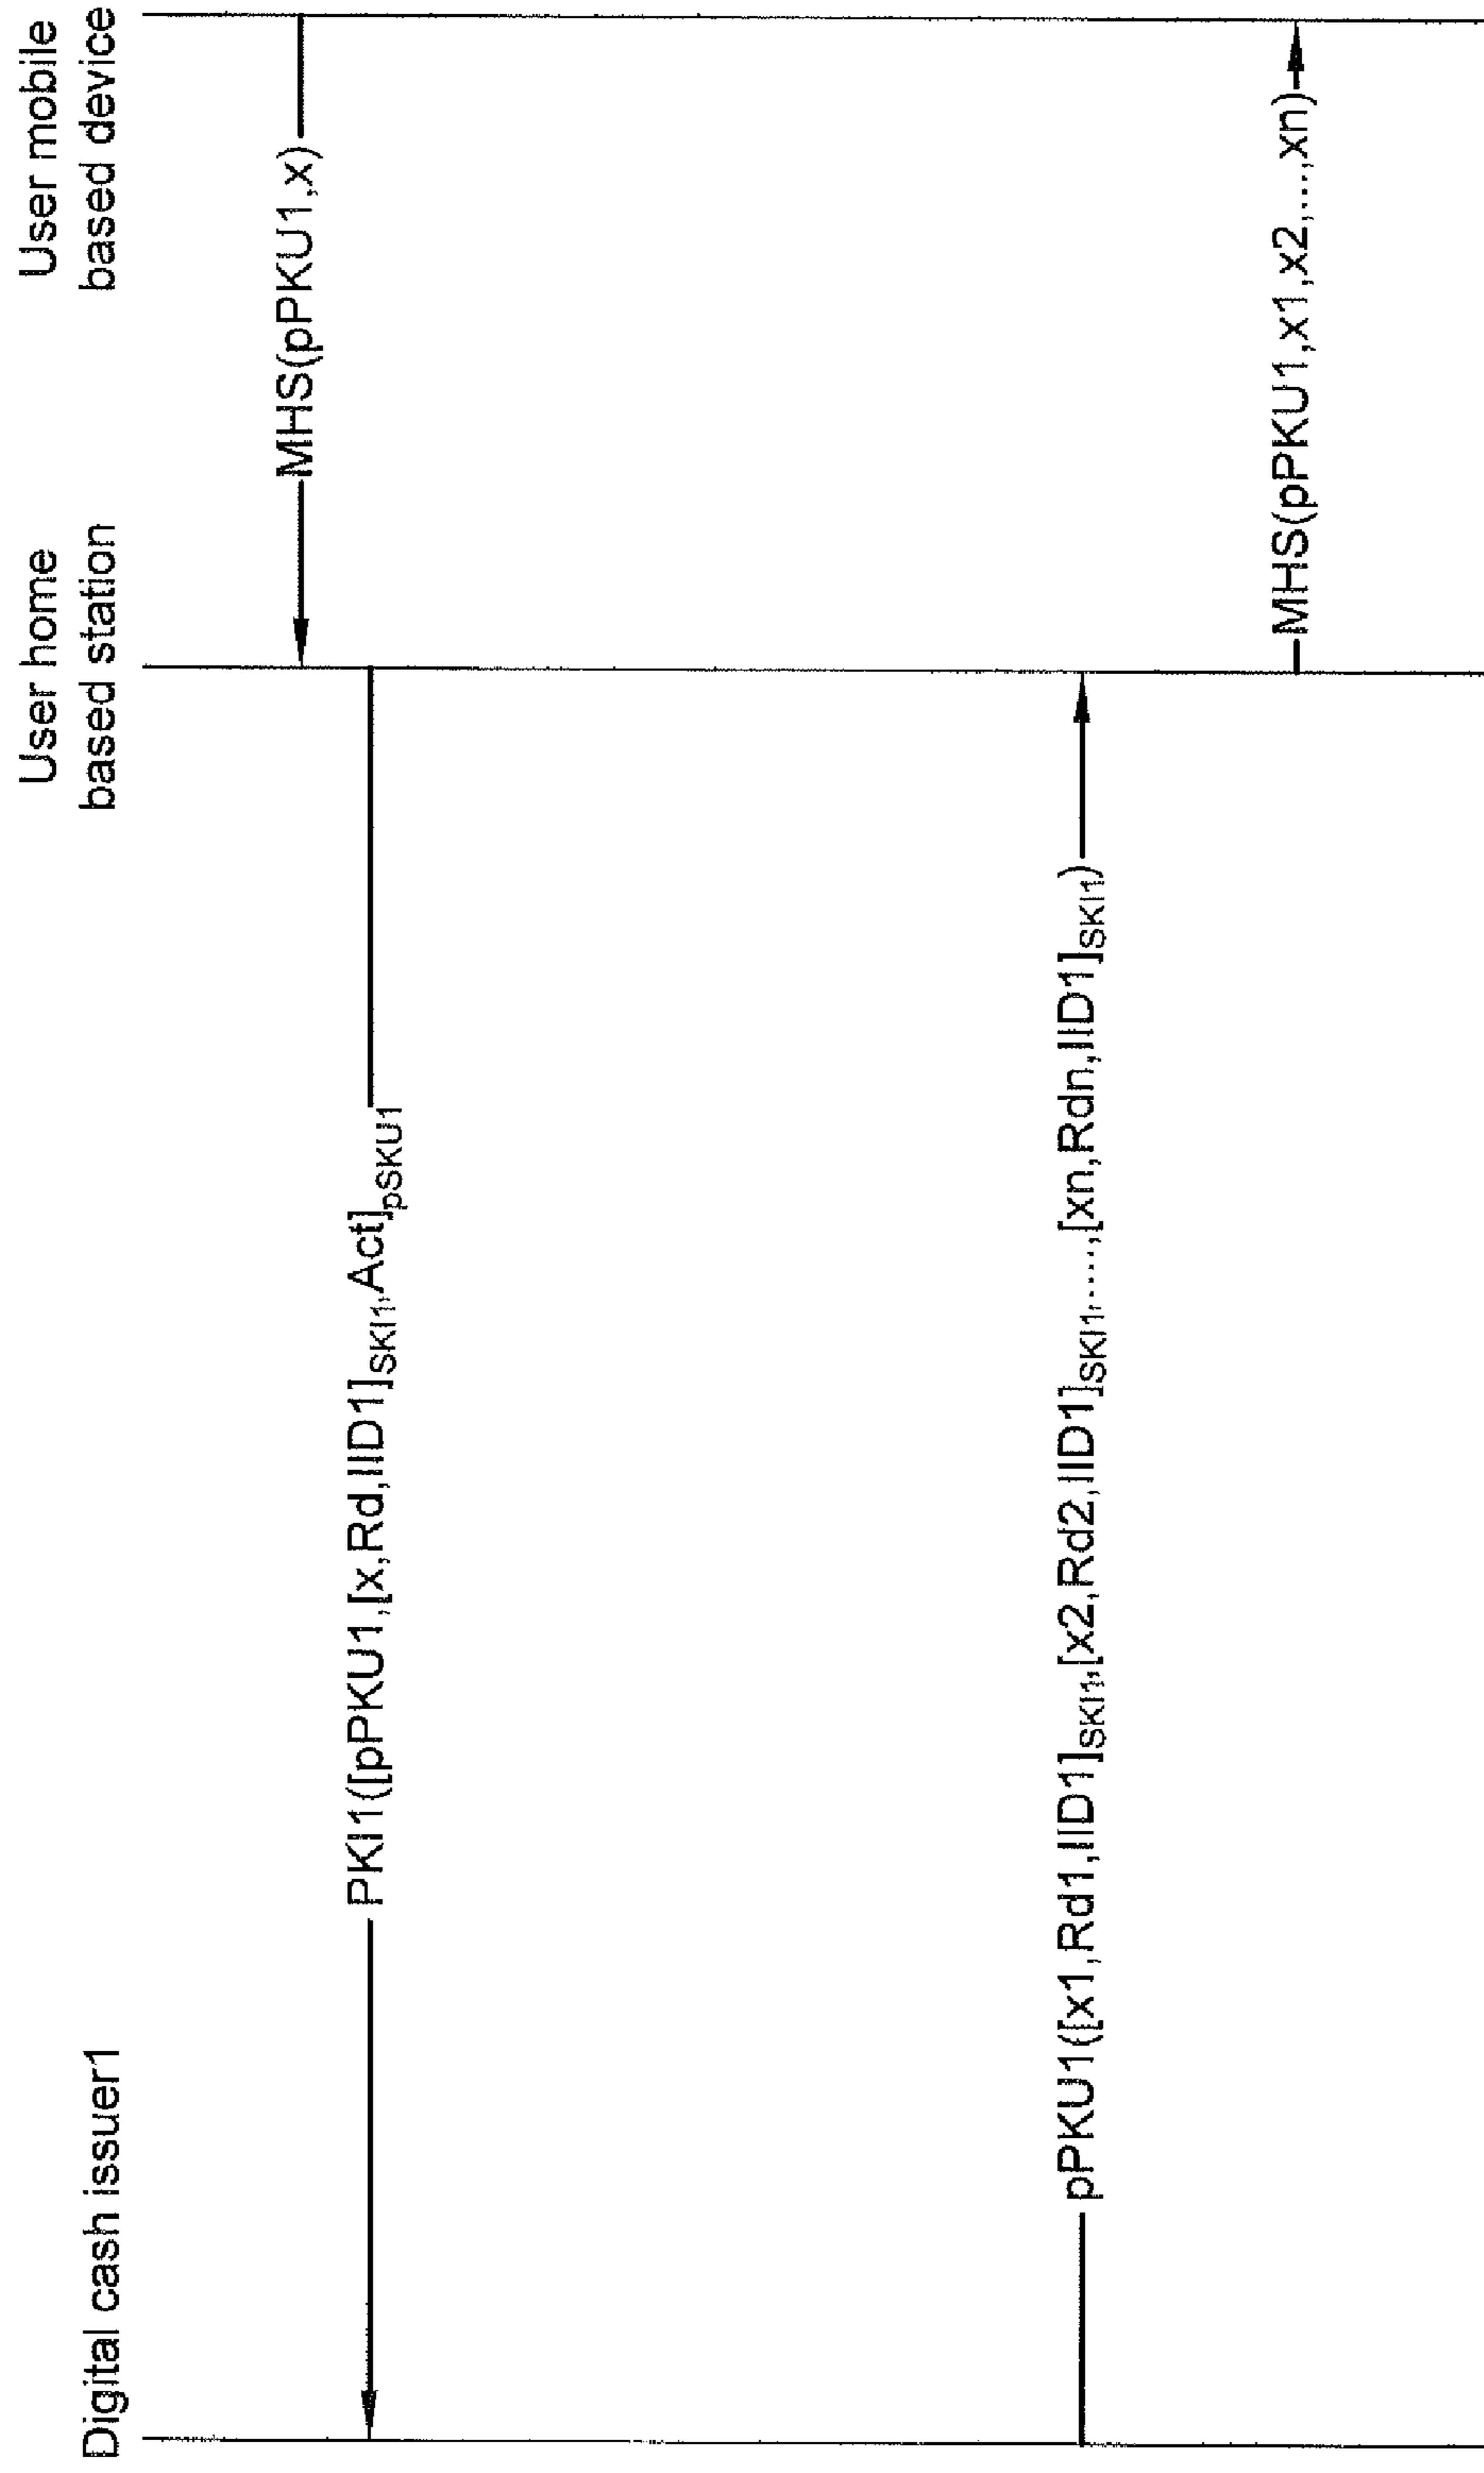 Digital cash issuer1
User home
based station
User mobile
based device
MHS(pPKU1,x)
PKI1([pPKU1,[x,Rd,IID1]SKI1,Act]pSKU1
pPKU1([x1,Rd1,IID1]SKI1,[x2,Rd2,IID1]SKI1,....,[xn,Rdn,IID1]SKI1)
MHS(pPKU1,x1,x2,...,xn)